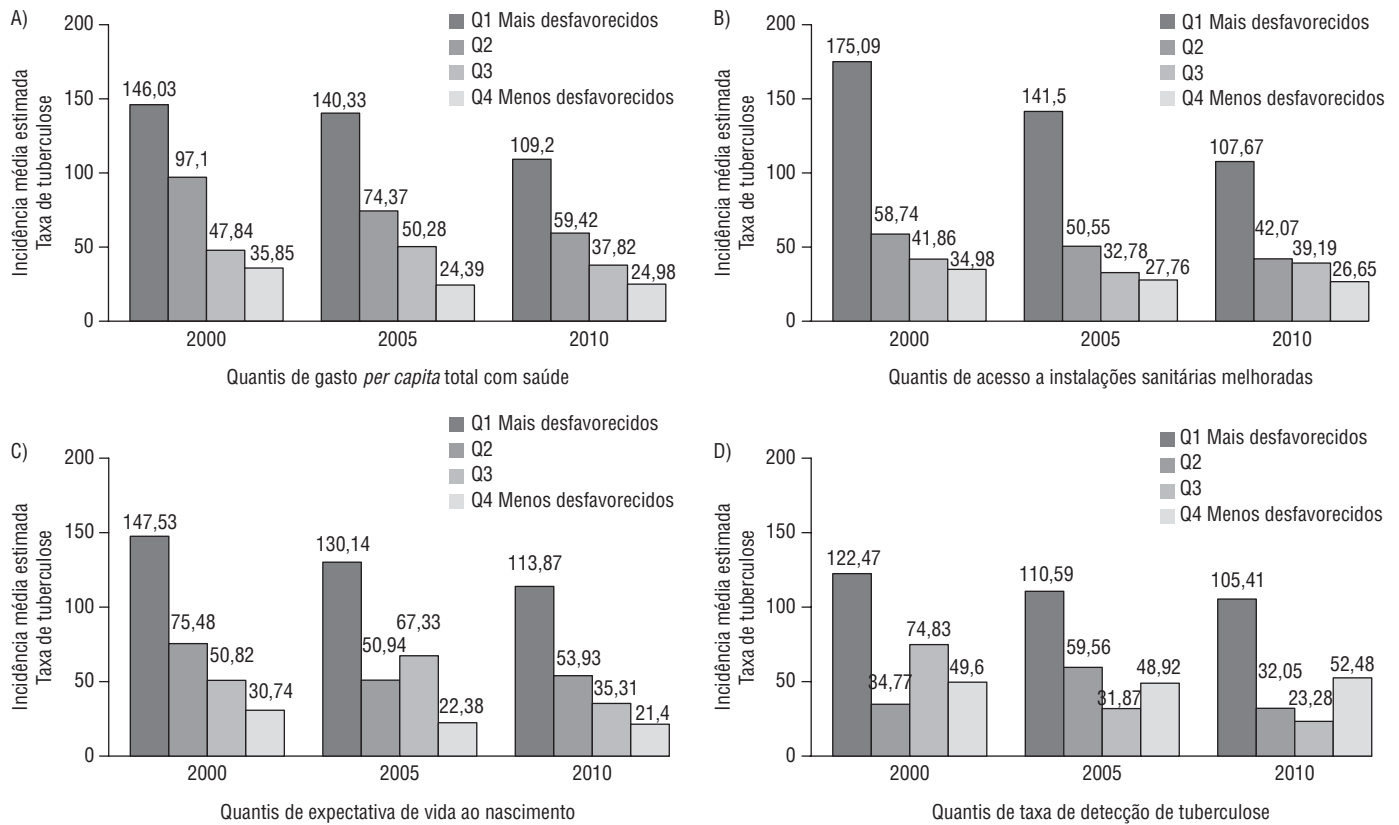 A)
Q1 Mais desfavorecidos
Q2
Q3
Q4 Menos desfavorecidos
Incidência média estimada
Taxa de tuberculose
200
150
100
50
0
146,03
97,1
47,84
35,85
140,33
74,37
50,28
24,39
109,2
59,42
37,82
24,98
2000
2005
2010
Quantis de gasto per capita total com saúde
B)
Q1 Mais desfavorecidos
Q2
Q3
Q4 Menos desfavorecidos
Incidência média estimada
Taxa de tuberculose
200
150
100
50
0
175,09
58,74
41,86
34,98
141,5
50,55
32,78
27,76
107,67
42,07
39,19
26,65
2000
2005
2010
Quantis de acesso a instalações sanitárias melhoradas
C)
Q1 Mais desfavorecidos
Q2
Q3
Q4 Menos desfavorecidos
Incidência média estimada
Taxa de tuberculose
200
150
100
50
0
147,53
75,48
50,82
30,74
130,14
50,94
67,33
22,38
113,87
53,93
35,31
21,4
2000
2005
2010
Quantis de expectativa de vida ao nascimento
D)
Q1 Mais desfavorecidos
Q2
Q3
Q4 Menos desfavorecidos
Incidência média estimada
Taxa de tuberculose
200
150
100
50
0
122,47
34,77
74,83
49,6
110,59
59,56
31,87
48,92
105,41
32,05
23,28
52,48
2000
2005
2010
Quantis de taxa de detecção de tuberculose